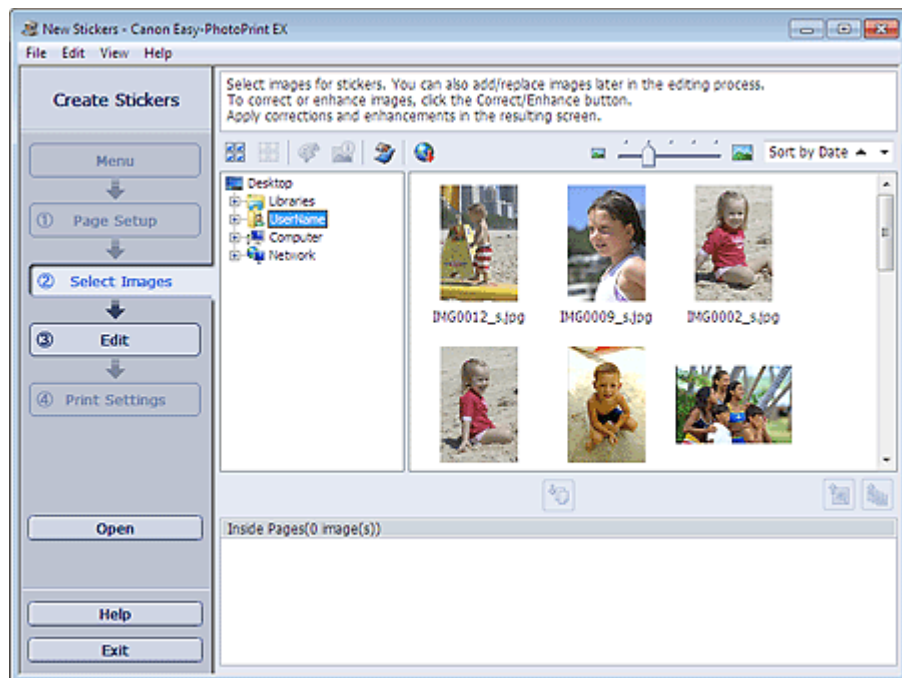 New Stickers - Canon Easy-PhotoPrint EX
File Edit View Help
Create Stickers
Select images for stickers. You can also add/replace images later in the editing process.
To correct or enhance images, click the Correct/Enhance button.
Apply corrections and enhancements in the resulting screen.
Menu
① Page Setup
② Select Images
③ Edit
④ Print Settings
Open
Help
Exit
Sort by Date
Desktop
Libraries
UserName
Computer
Network
IMG0012_s.jpg IMG0009_s.jpg IMG0002_s.jpg
Inside Pages(0 image(s))